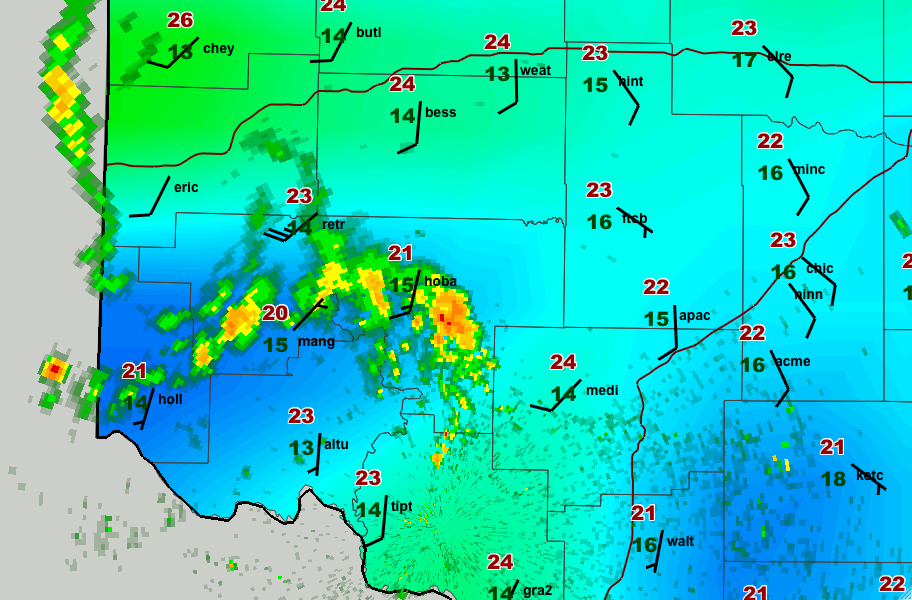 26
13 chey
24
14 butl
24
13 weat
23
15 hint
23
17 elre
24
14 bess
22
16 minc
eric
23
14 retr
23
16 ftcb
23
16 chic
21
15 hoba
22
15 apac
ninn
20
15 mang
22
16 acme
21
14 holl
24
14 medi
23
13 altu
21
18 ketc
23
14 tipt
21
16 walt
24
14 gra2
22
21